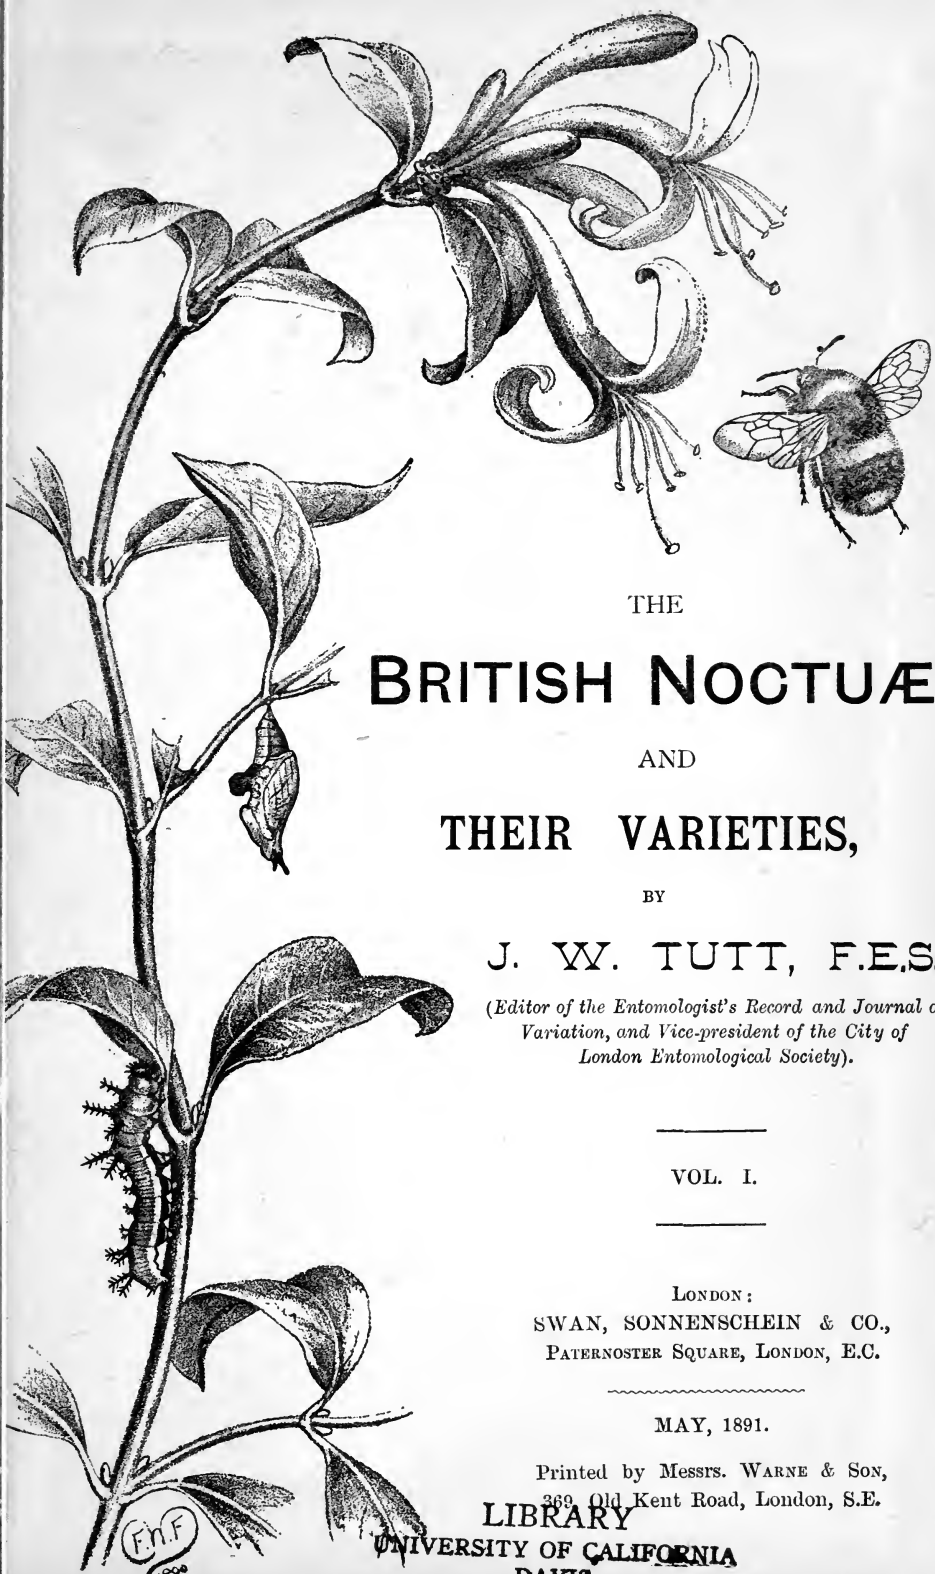 THE
BRITISH NOCTUÆ
AND
THEIR VARIETIES,
BY
J. W. TUTT, F.E.S.
(Editor of the Entomologist's Record and Journal
Variation, and Vice-president of the City of
London Entomological Society).
VOL. I.
LONDON:
SWAN, SONNENSCHEIN & CO.,
PATERNOSTER SQUARE, LONDON, E.C.
MAY, 1891.
Printed by Messrs. WARNE & SON,
369, Old Kent Road, London, S.E.
LIBRARY
UNIVERSITY OF CALIFORNIA
DAVIS
F.N.F